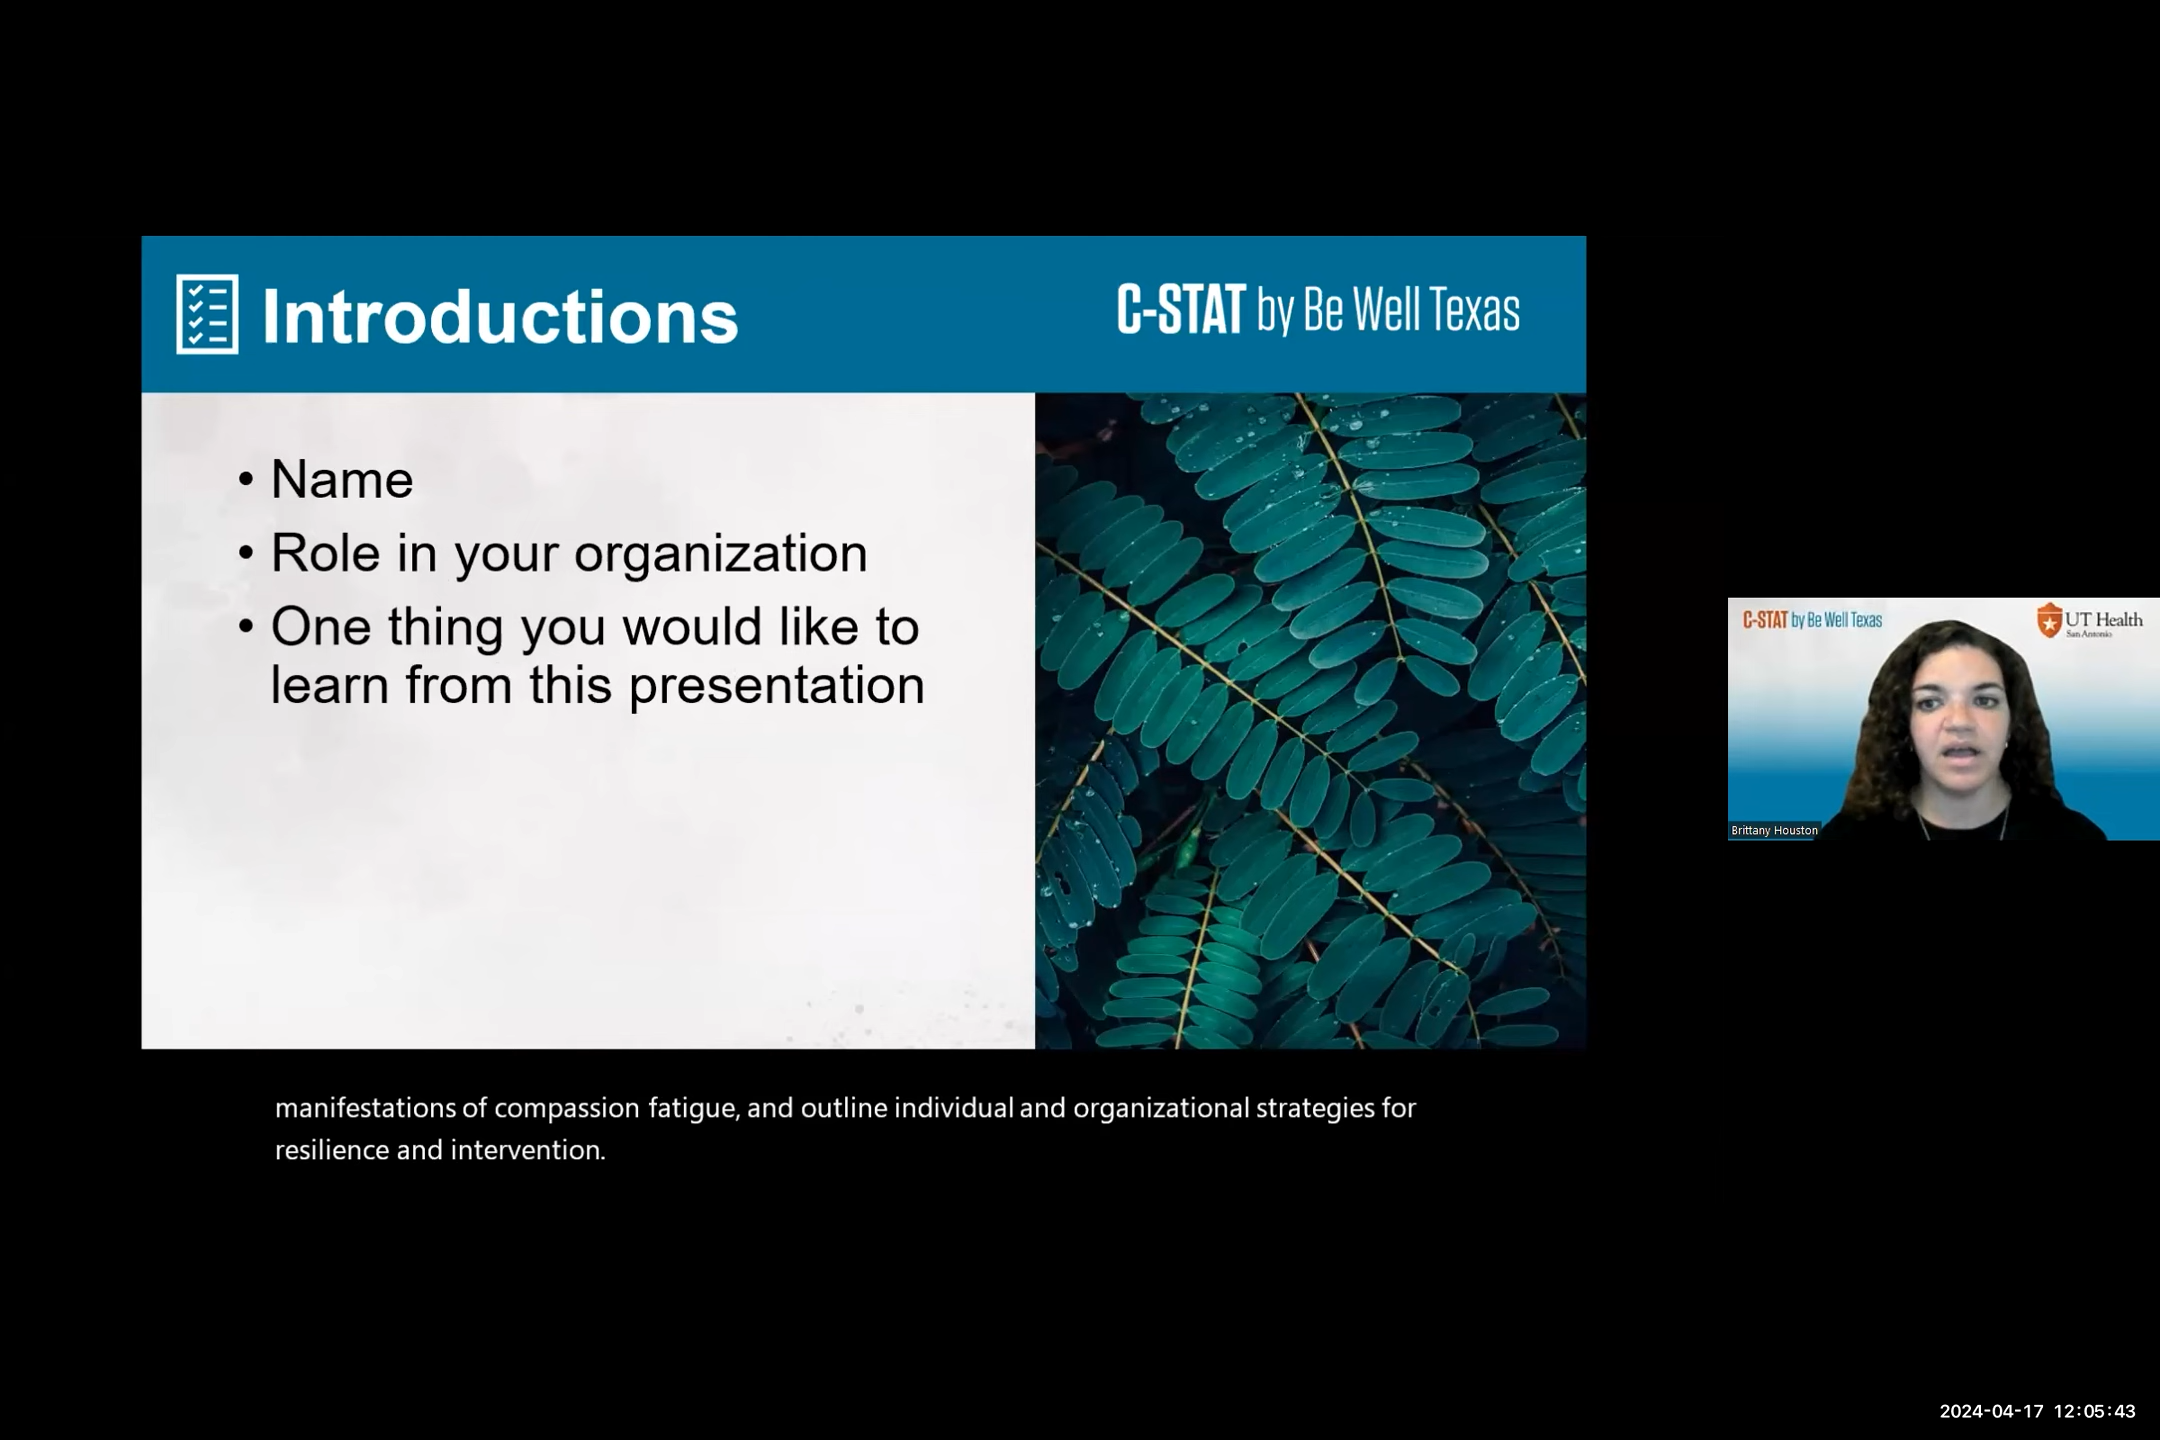 Introductions
C-STAT by Be Well Texas
• Name
• Role in your organization
• One thing you would like to
learn from this presentation
C-STAT by Be Well Texas
UT Health
San Antonio
Brittany Houston
manifestations of compassion fatigue, and outline individual and organizational strategies for
resilience and intervention.
2024-04-17 12:05:43